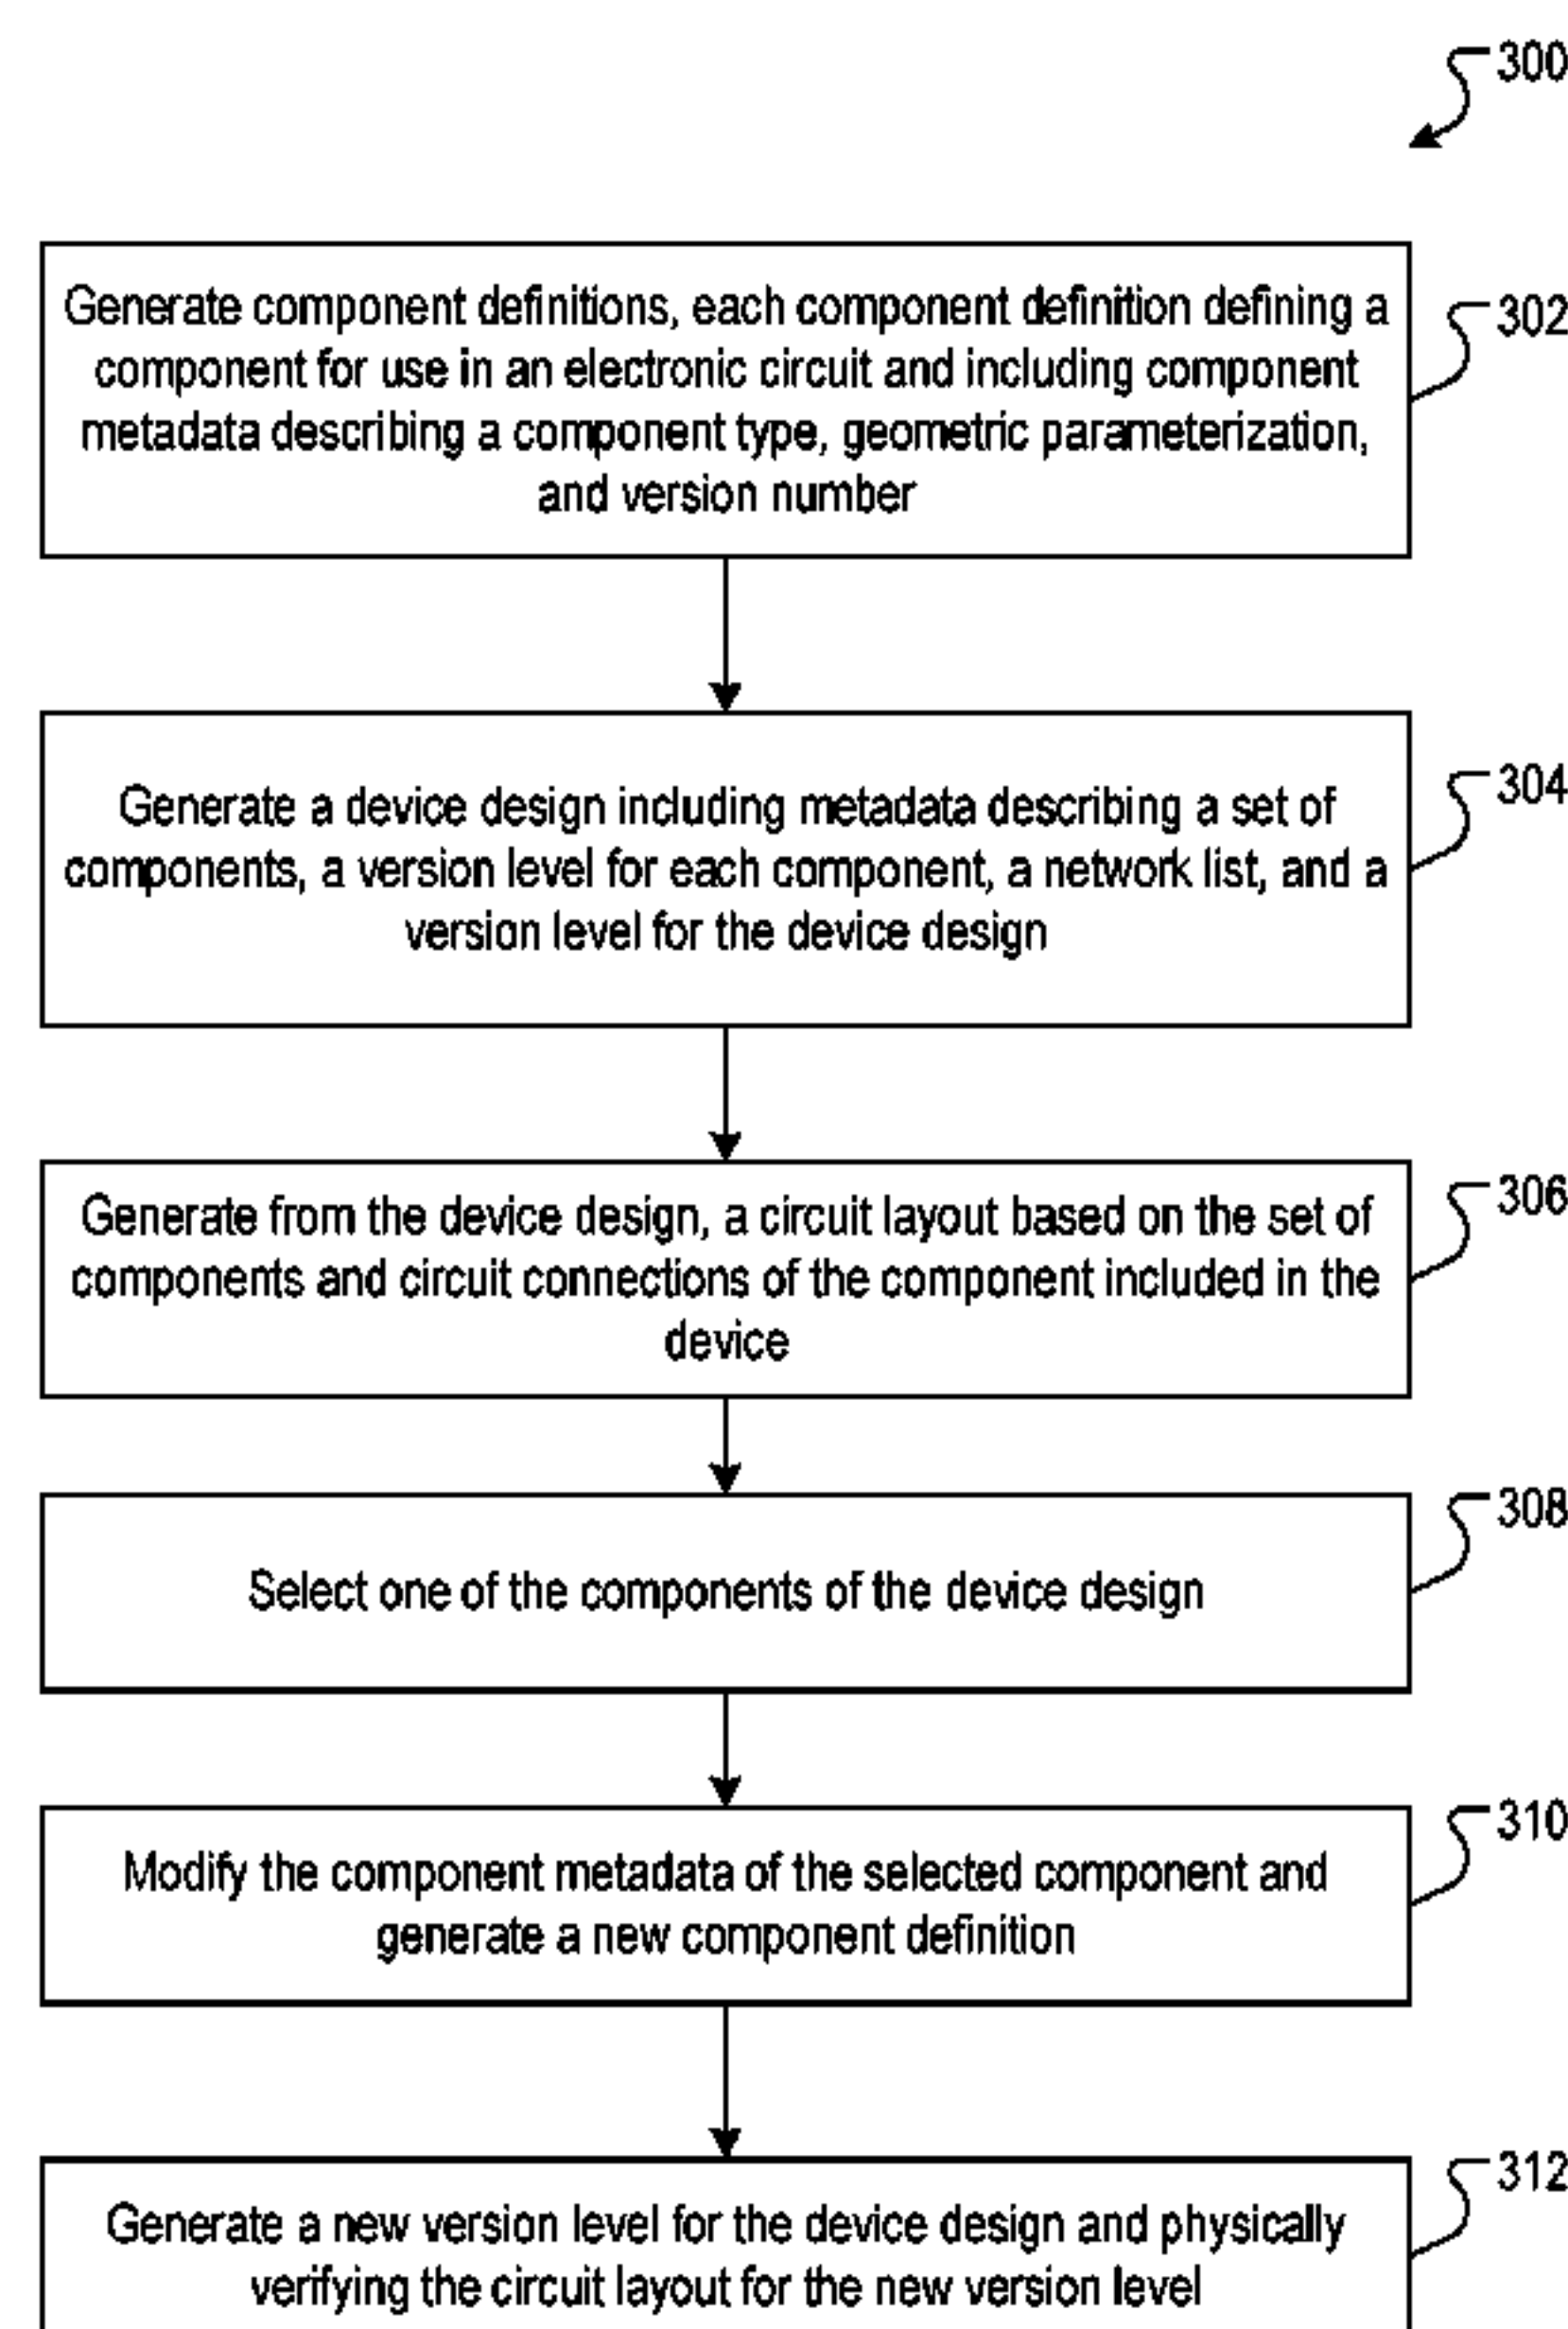 300
Generate component definitions, each component definition defining a
component for use in an electronic circuit and including component
metadata describing a component type, geometric parameterization,
and version number
302
Generate a device design including metadata describing a set of
components, a version level for each component, a network list, and a
version level for the device design
304
Generate from the device design, a circuit layout based on the set of
components and circuit connections of the component included in the
device
306
Select one of the components of the device design
308
Modify the component metadata of the selected component and
generate a new component definition
310
Generate a new version level for the device design and physically
verifying the circuit layout for the new version level
312